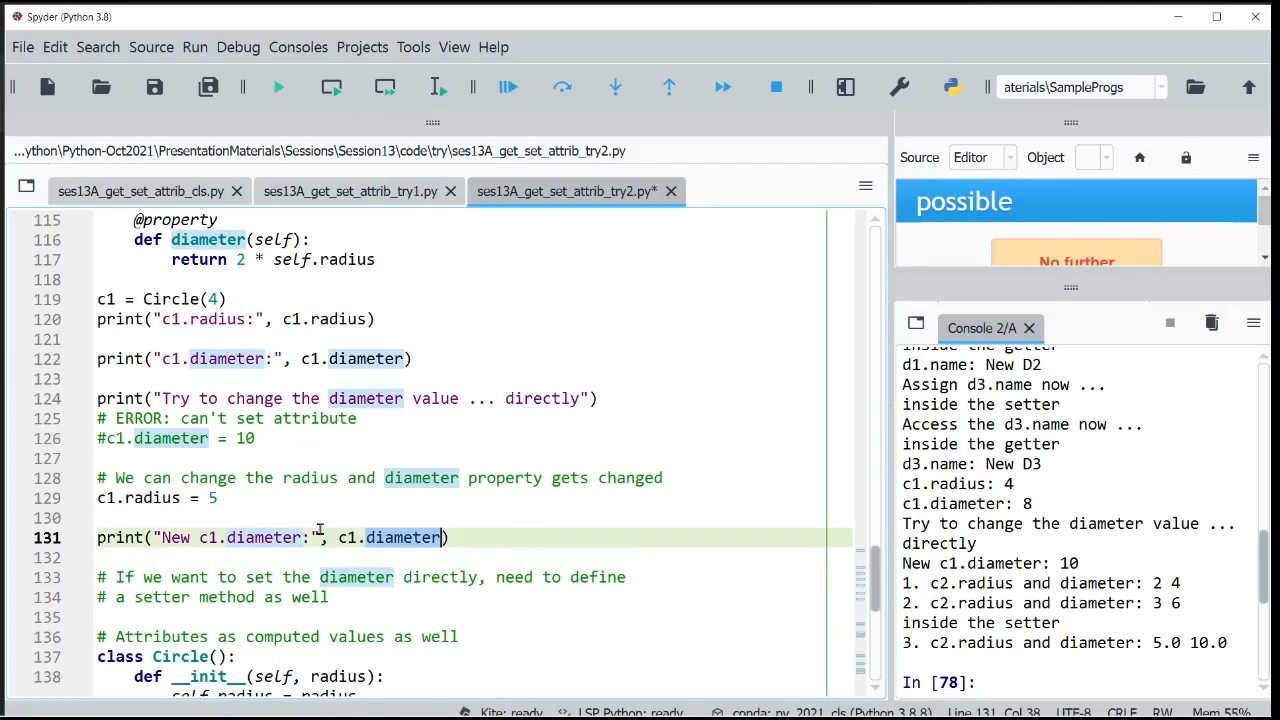 Spyder (Python 3.8)
File Edit Search Source Run Debug Consoles Projects Tools View Help
aterials\SampleProgs
...ython\Python-Oct2021\PresentationMaterials\Sessions\Session13\code\try\ses13A_get_set_attrib_try2.py
ses13A_get_set_attrib_cls.py ses13A_get_set_attrib_try1.py ses13A_get_set_attrib_try2.py*
115 @property
116 def diameter(self):
117 return 2 * self.radius
118
119 c1 = Circle(4)
120 print("c1.radius:", c1.radius)
121
122 print("c1.diameter:", c1.diameter)
123
124 print("Try to change the diameter value ... directly")
125 # ERROR: can't set attribute
126 #c1.diameter = 10
127
128 # We can change the radius and diameter property gets changed
129 c1.radius = 5
130
131 print("New c1.diameter:", c1.diameter)
132
133 # If we want to set the diameter directly, need to define
134 # a setter method as well
135
136 # Attributes as computed values as well
137 class Circle():
138 def __init__(self, radius):
self.radius = radius
Source Editor Object
possible
No further
Console 2/A
inside the getter
d1.name: New D2
Assign d3.name now ...
inside the setter
Access the d3.name now ...
inside the getter
d3.name: New D3
c1.radius: 4
c1.diameter: 8
Try to change the diameter value ...
directly
New c1.diameter: 10
1. c2.radius and diameter: 2 4
2. c2.radius and diameter: 3 6
inside the setter
3. c2.radius and diameter: 5.0 10.0
In [78]:
Kite: ready LSP Python: ready conda: py_2021_cls (Python 3.8.8) Line 131, Col 38 UTF-8 CRLF RW Mem 55%